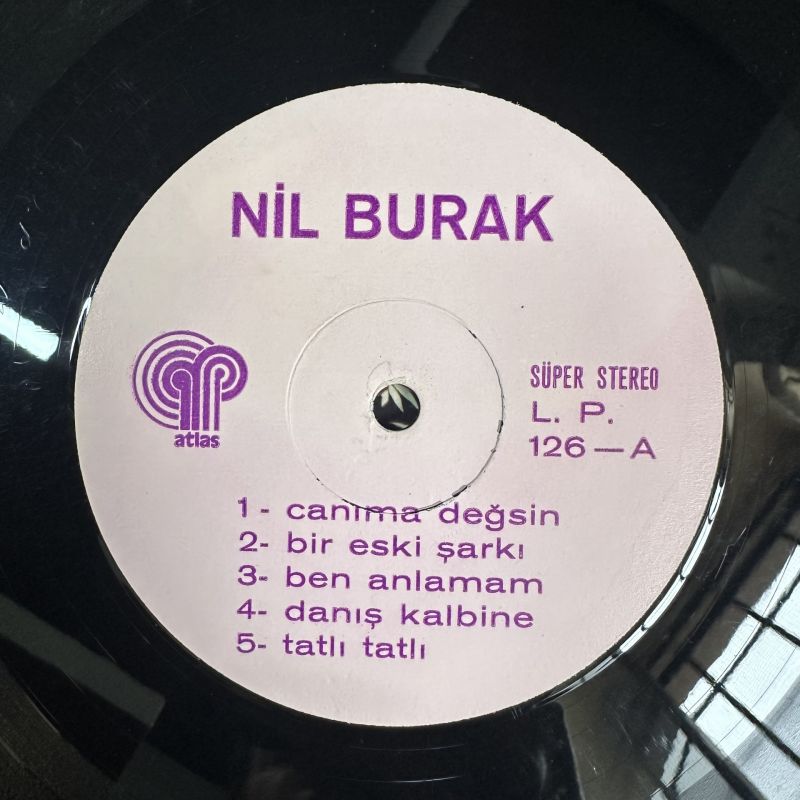 NİL BURAK
atlas
SÜPER STEREO
L. P.
126 — A
1- canıma değsin
2- bir eski şarkı
3- ben anlamam
4- danış kalbine
5- tatlı tatlı